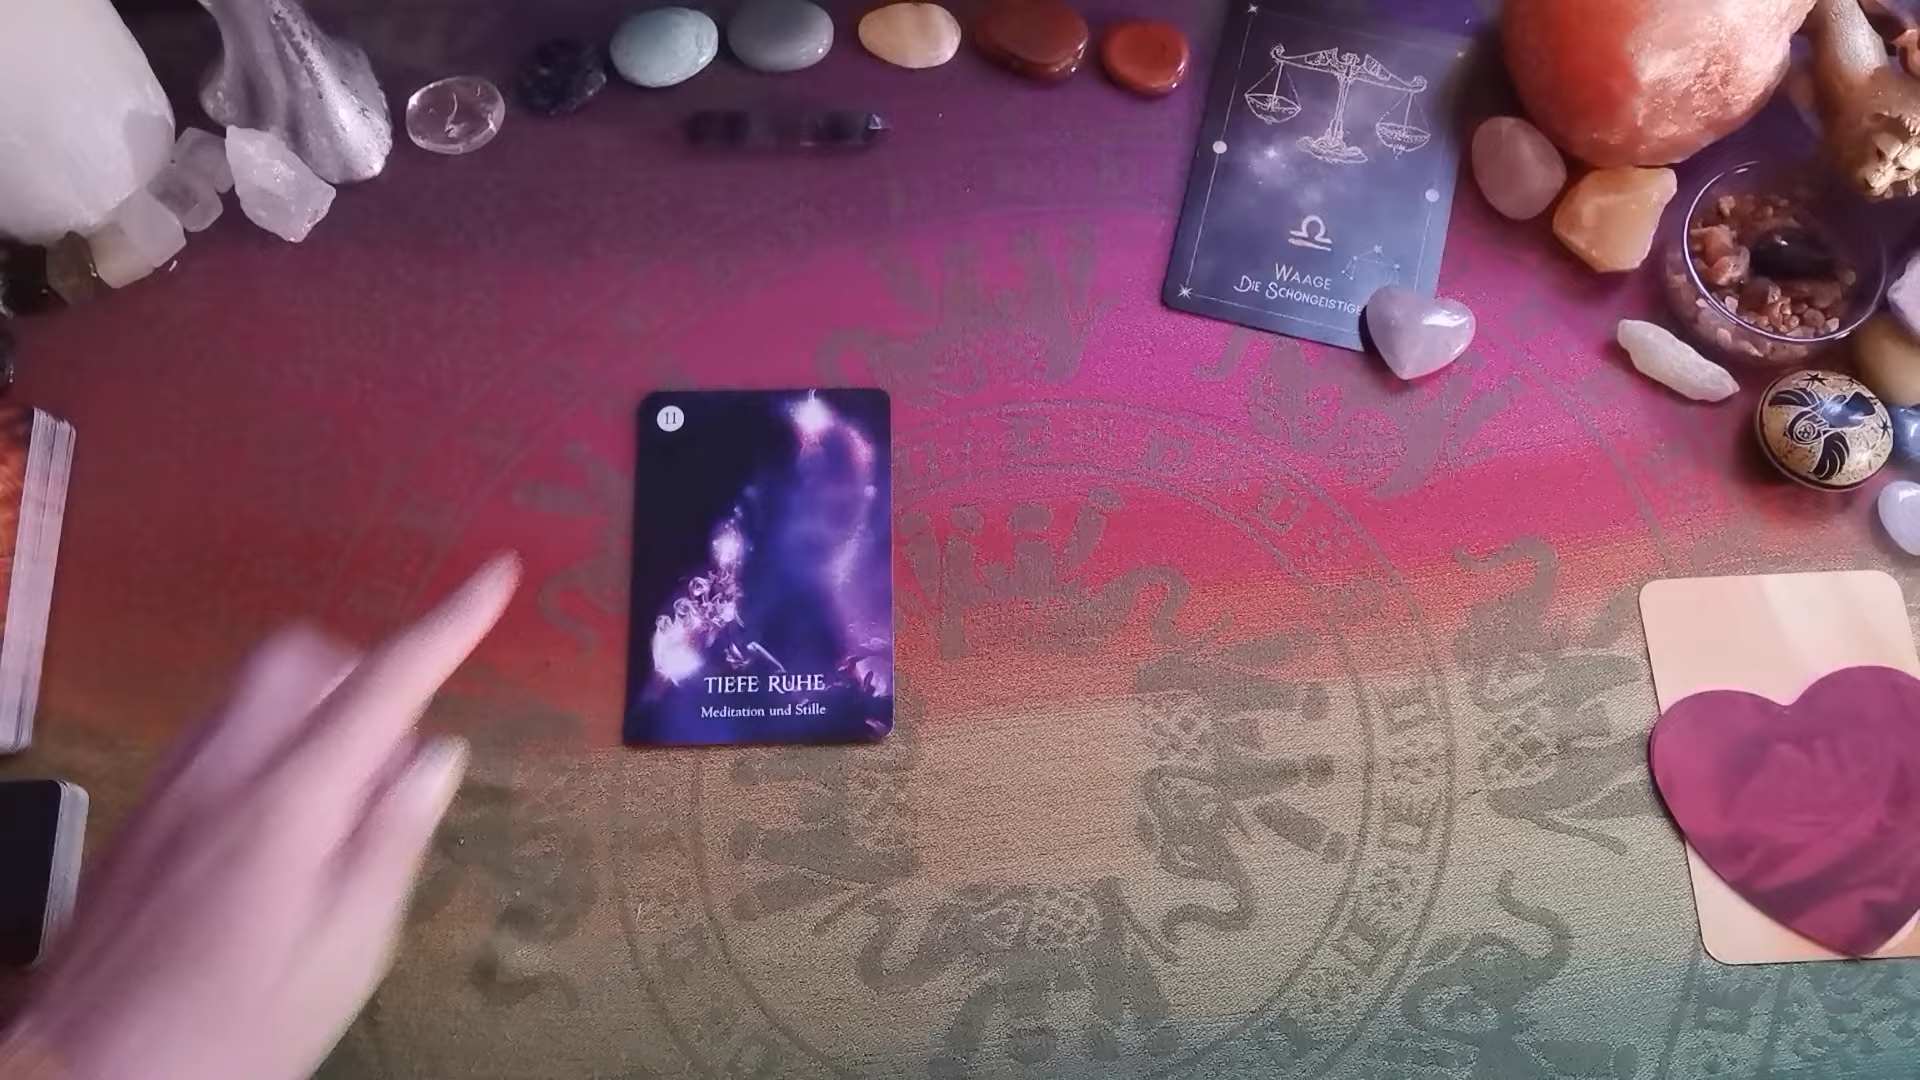 WAAGE
DIE SCHÖNGEISTIGE
11
TIEFE RUHE
Meditation und Stille